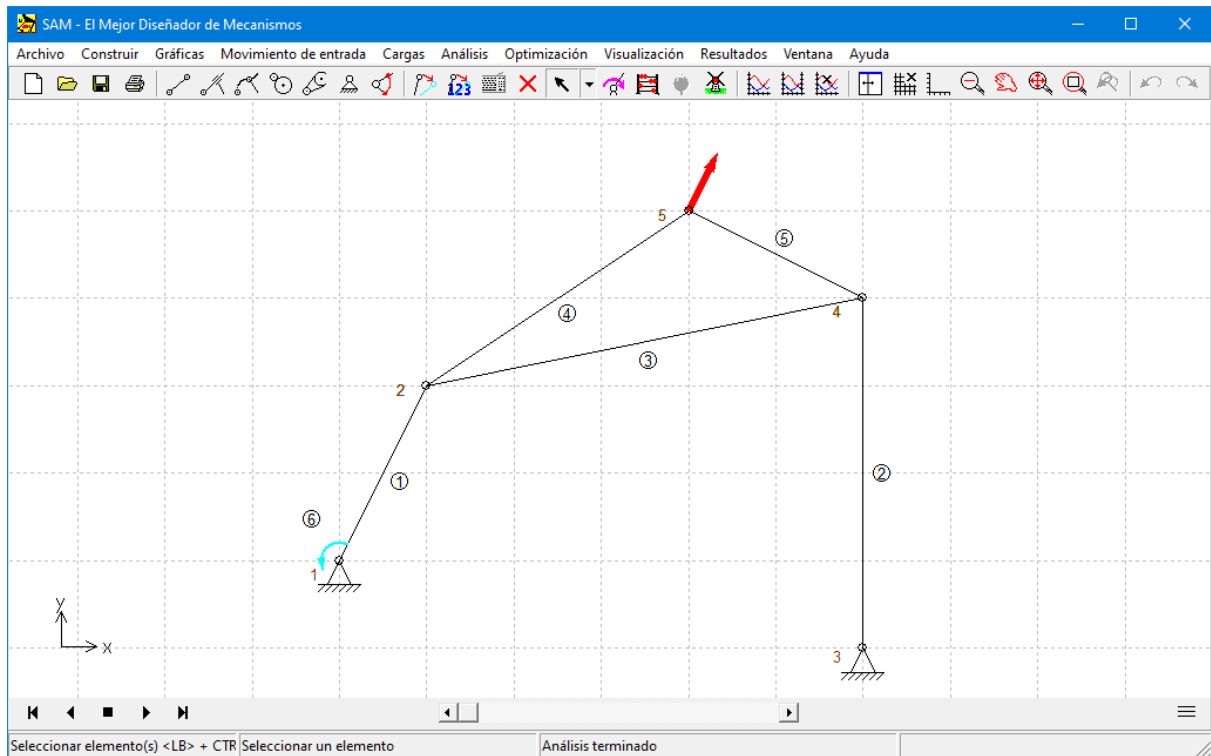 SAM - El Mejor Diseñador de Mecanismos
Archivo Construir Gráficas Movimiento de entrada Cargas Análisis Optimización Visualización Resultados Ventana Ayuda
123
5
⑤
4
④
③
2
①
②
⑥
1
y
x
3
Seleccionar elemento(s) <LB> + CTR Seleccionar un elemento Análisis terminado